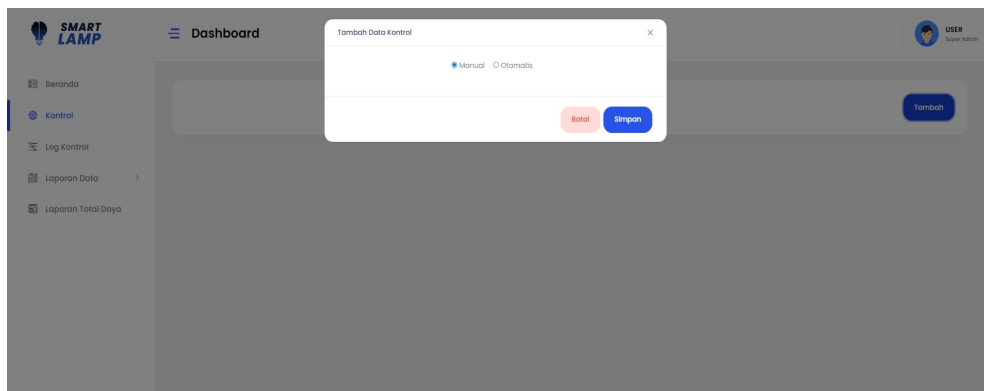 SMART
LAMP
Dashboard
Tambah Data Kontrol
USER
Super Admin
Manual
Otomatis
Beranda
Kontrol
Batal
Simpan
Tambah
Log Kontrol
Laporan Data
Laporan Total Daya